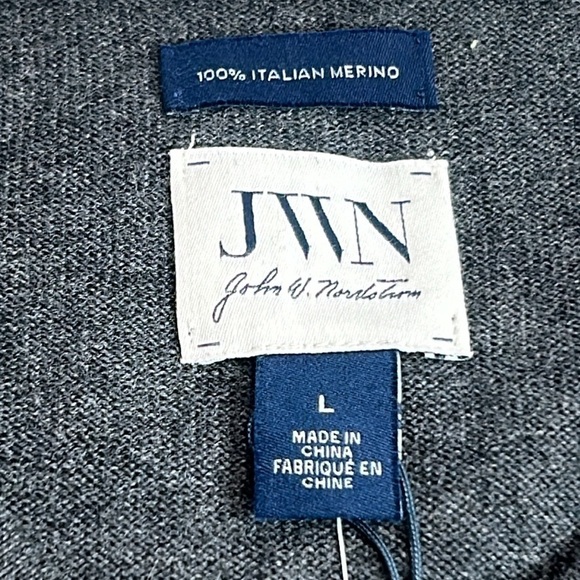 100% ITALIAN MERINO
JWN
John W. Nordstrom
L
MADE IN
CHINA
FABRIQUÉ EN
CHINE